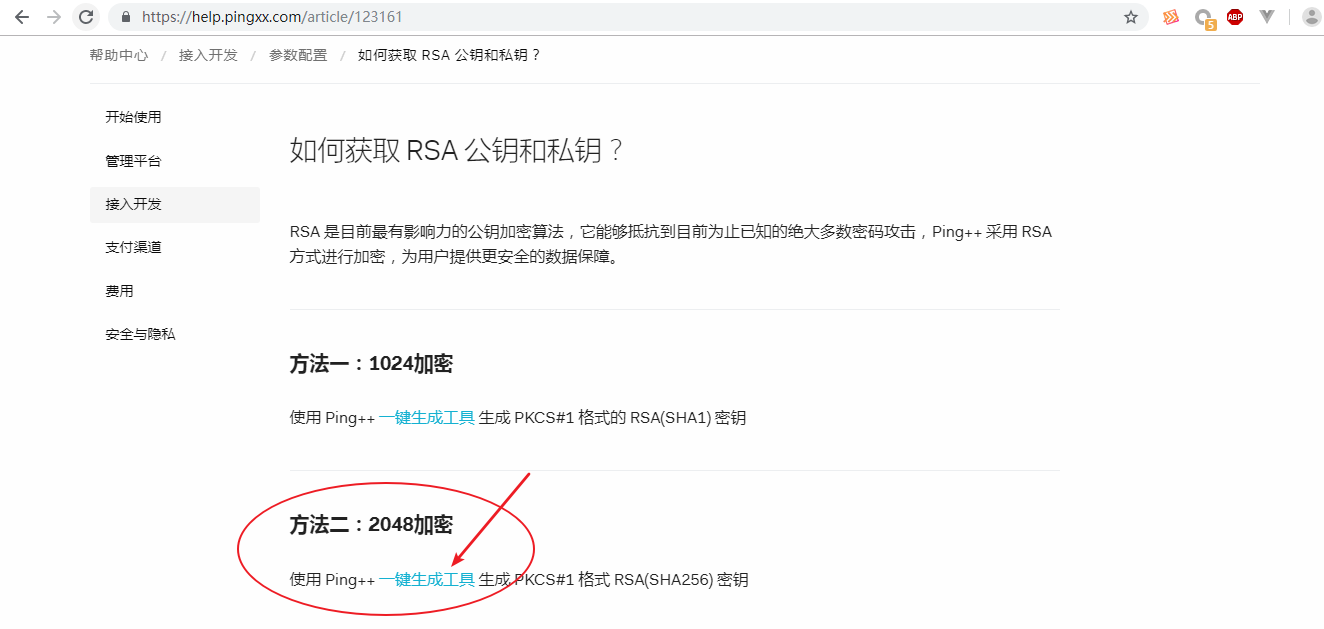 https://help.pingxx.com/article/123161
5
ABP
帮助中心 / 接入开发 / 参数配置 / 如何获取 RSA 公钥和私钥？
开始使用
管理平台
接入开发
支付渠道
费用
安全与隐私
如何获取 RSA 公钥和私钥？
RSA 是目前最有影响力的公钥加密算法，它能够抵抗到目前为止已知的绝大多数密码攻击，Ping++ 采用 RSA
方式进行加密，为用户提供更安全的数据保障。
方法一：1024加密
使用 Ping++ 一键生成工具 生成 PKCS#1 格式的 RSA(SHA1) 密钥
方法二：2048加密
使用 Ping++ 一键生成工具 生成 PKCS#1 格式 RSA(SHA256) 密钥